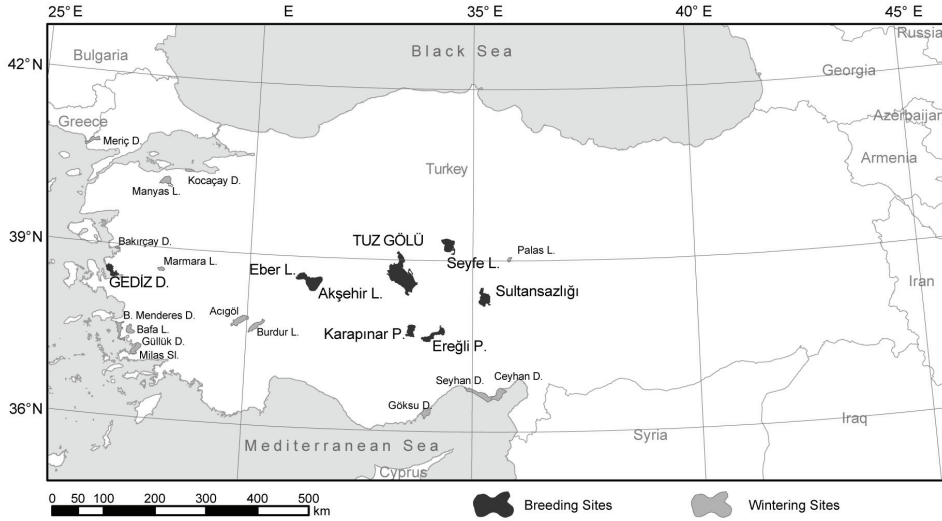 25°E E 35°E 40°E 45°E
Black Sea
Russia
Bulgaria
42°N
Georgia
Greece
Azerbaijan
Meriç D.
Armenia
Turkey
Kocaçay D.
Manyas L.
39°N
Bakırçay D.
TUZ GÖLÜ
Palas L.
Marmara L.
Seyfe L.
GEDİZ D.
Eber L.
Iran
Akşehir L.
Sultansazlığı
B. Menderes D.
Acıgöl
Bafa L.
Burdur L.
Karapınar P.
Güllük D.
Ereğli P.
Milas Sl.
Seyhan D.
Ceyhan D.
36°N
Göksu D.
Iraq
Syria
Mediterranean Sea
Cyprus
0 50 100 200 300 400 500
km
Breeding Sites
Wintering Sites